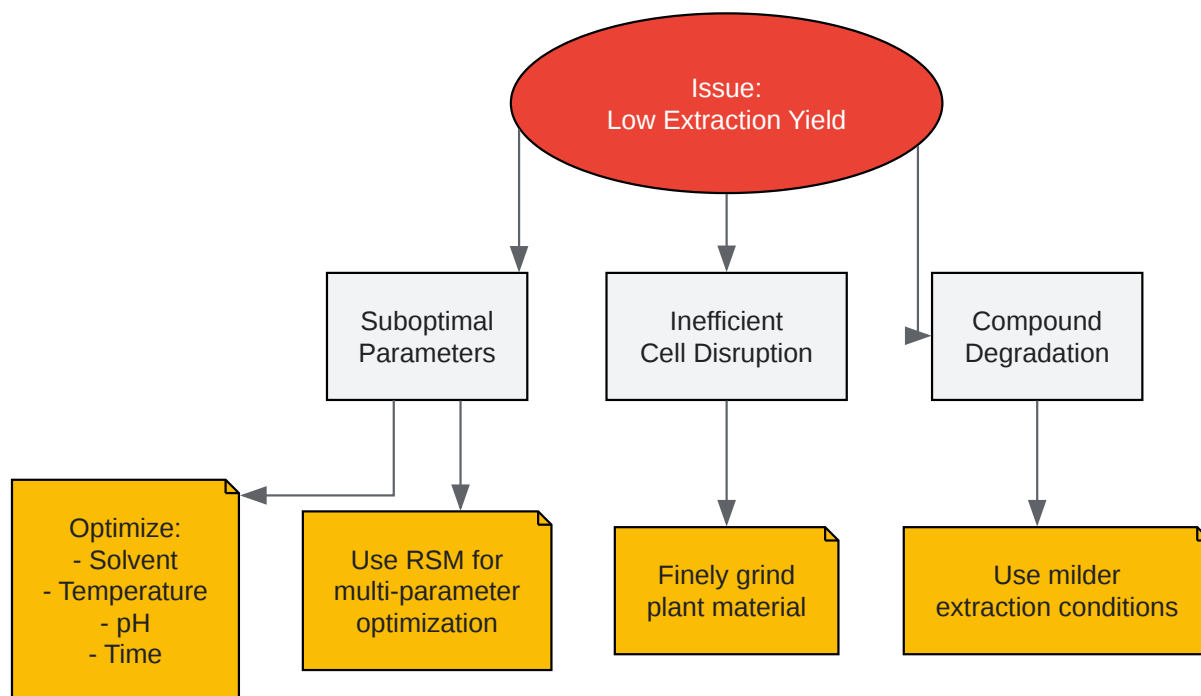 Issue:
Low Extraction Yield
Suboptimal
Parameters
Inefficient
Cell Disruption
Compound
Degradation
Optimize:
- Solvent
- Temperature
- pH
- Time
Use RSM for
multi-parameter
optimization
Finely grind
plant material
Use milder
extraction conditions